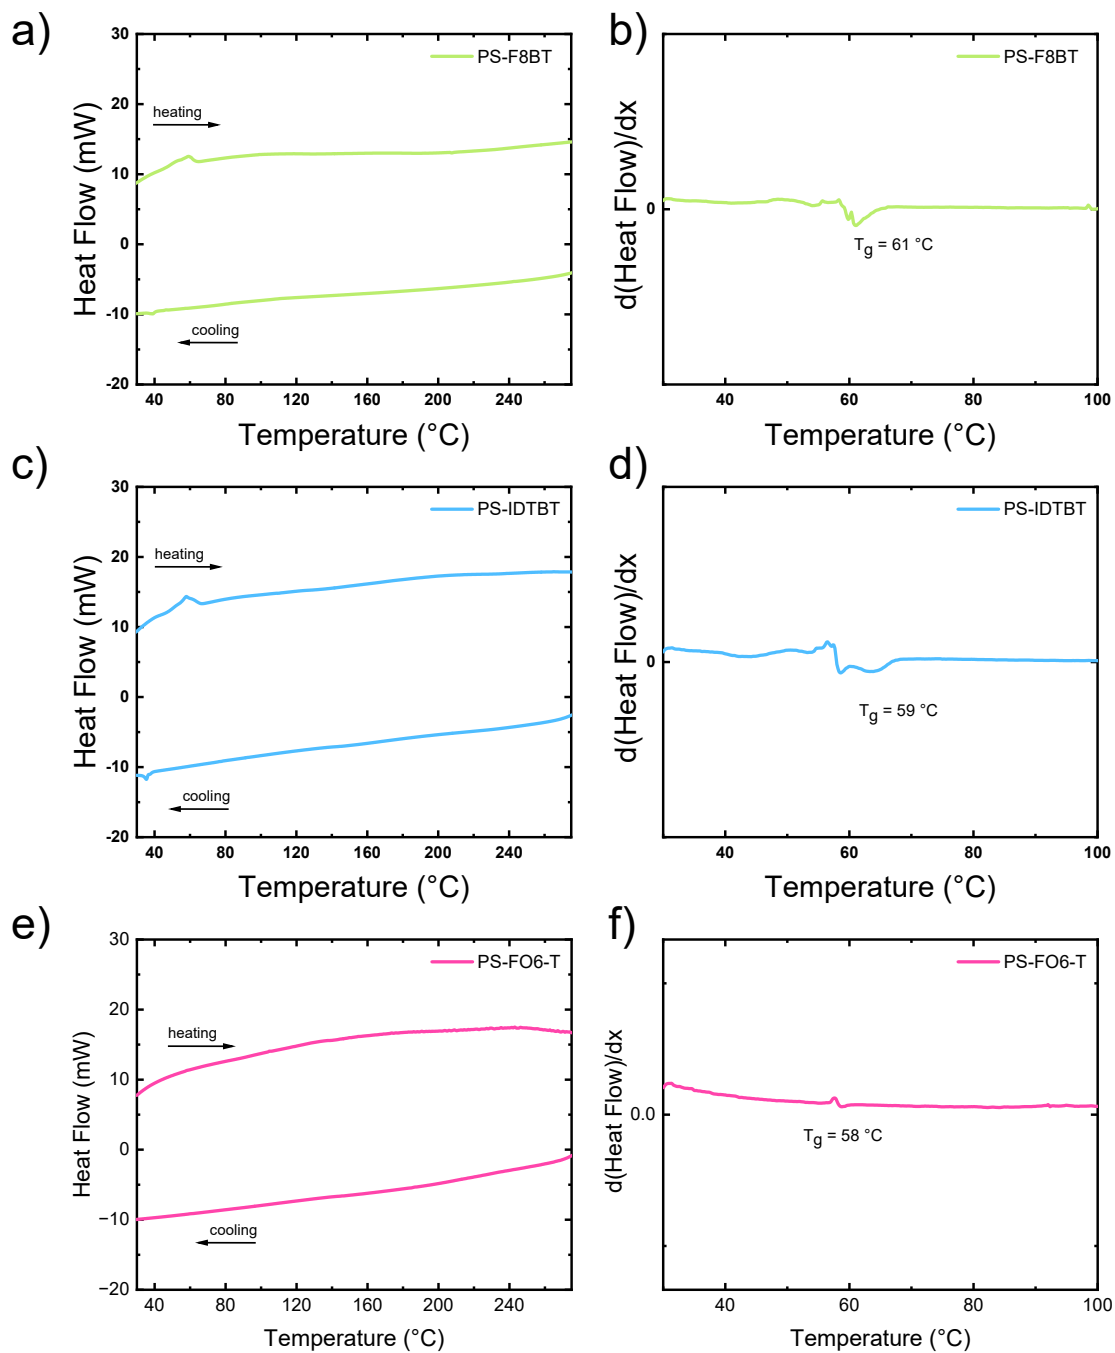 a)
30
20
10
0
-10
-20
40
80
120
160
200
240
Heat Flow (mW)
Temperature (°C)
PS-F8BT
heating
cooling
b)
0
40
60
80
100
d(Heat Flow)/dx
Temperature (°C)
PS-F8BT
Tg = 61 °C
c)
30
20
10
0
-10
-20
40
80
120
160
200
240
Heat Flow (mW)
Temperature (°C)
PS-IDTBT
heating
cooling
d)
0
40
60
80
100
d(Heat Flow)/dx
Temperature (°C)
PS-IDTBT
Tg = 59 °C
e)
30
20
10
0
−10
−20
40
80
120
160
200
240
Heat Flow (mW)
Temperature (°C)
PS-FO6-T
heating
cooling
f)
0.0
40
60
80
100
d(Heat Flow)/dx
Temperature (°C)
PS-FO6-T
Tg = 58 °C